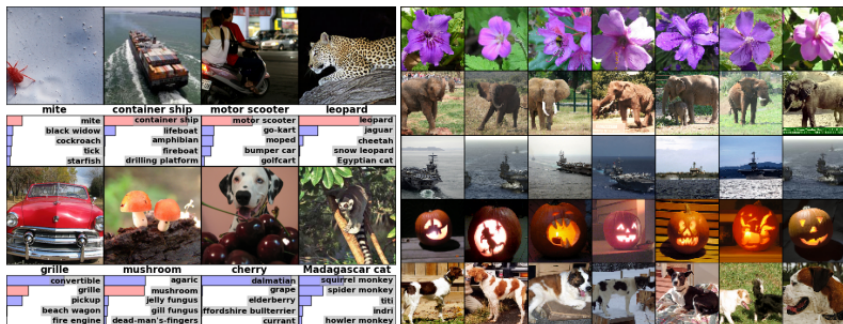 mite
container ship
motor scooter
leopard
mite
black widow
cockroach
tick
starfish
container ship
lifeboat
amphibian
fireboat
drilling platform
motor scooter
go-kart
moped
bumper car
golfcart
leopard
jaguar
cheetah
snow leopard
Egyptian cat
grille
mushroom
cherry
Madagascar cat
convertible
grille
pickup
beach wagon
fire engine
agaric
mushroom
jelly fungus
gill fungus
dead-man's-fingers
dalmatian
grape
elderberry
ffordshire bullterrier
currant
squirrel monkey
spider monkey
titi
indri
howler monkey